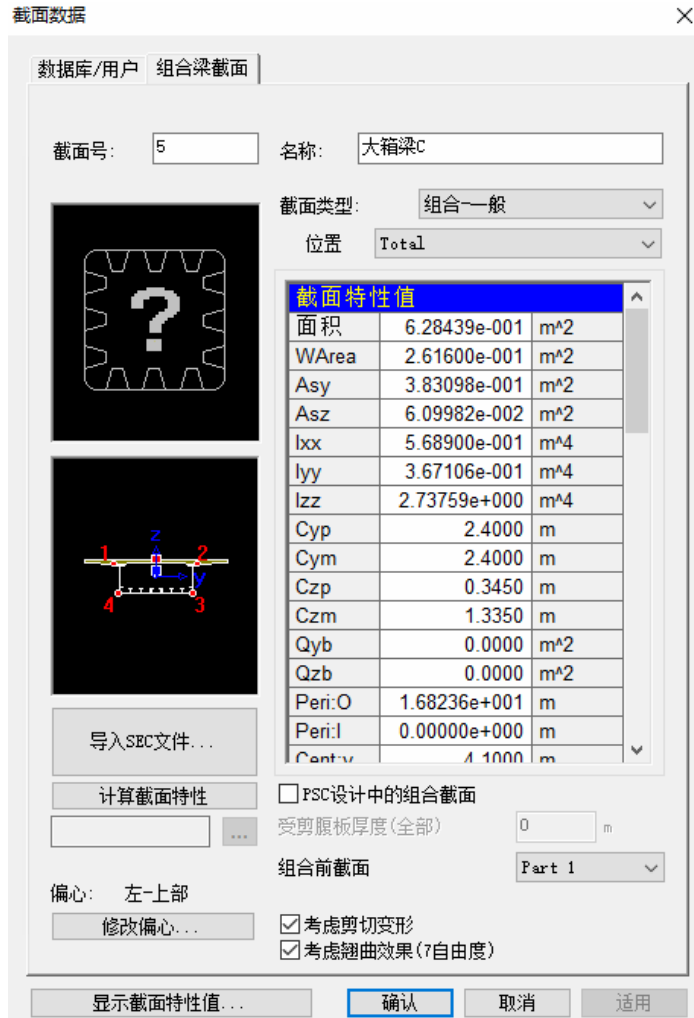 截面数据
数据库/用户 组合梁截面
截面号: 5 名称: 大箱梁C
截面类型: 组合-一般
位置 Total
截面特性值
面积 6.28439e-001 m^2
WArea 2.61600e-001 m^2
Asy 3.83098e-001 m^2
Asz 6.09982e-002 m^2
Ixx 5.68900e-001 m^4
Iyy 3.67106e-001 m^4
Izz 2.73759e+000 m^4
Cyp 2.4000 m
Cym 2.4000 m
Czp 0.3450 m
Czm 1.3350 m
Qyb 0.0000 m^2
Qzb 0.0000 m^2
Peri:O 1.68236e+001 m
Peri:I 0.00000e+000 m
Cent:y 4.1000 m
?
z
1 2
y
4 3
导入SEC文件...
计算截面特性
...
偏心: 左-上部
修改偏心...
PSC设计中的组合截面
受剪腹板厚度(全部) 0 m
组合前截面 Part 1
考虑剪切变形
考虑翘曲效果(7自由度)
显示截面特性值... 确认 取消 适用